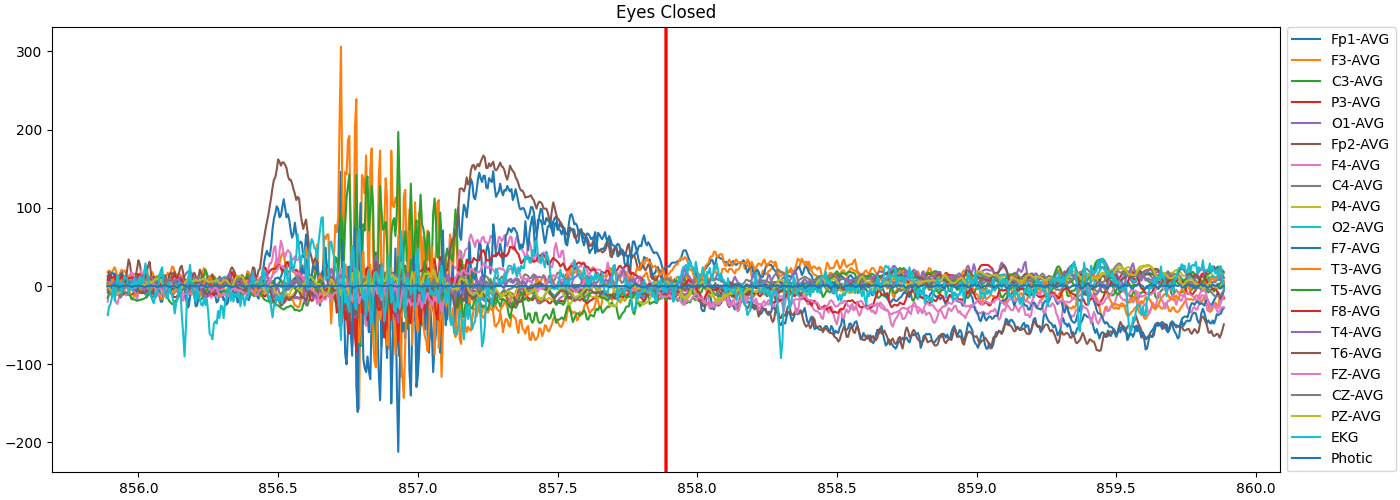 Eyes Closed
300
200
100
0
−100
−200
856.0 856.5 857.0 857.5 858.0 858.5 859.0 859.5 860.0
Fp1-AVG
F3-AVG
C3-AVG
P3-AVG
O1-AVG
Fp2-AVG
F4-AVG
C4-AVG
P4-AVG
O2-AVG
F7-AVG
T3-AVG
T5-AVG
F8-AVG
T4-AVG
T6-AVG
FZ-AVG
CZ-AVG
PZ-AVG
EKG
Photic